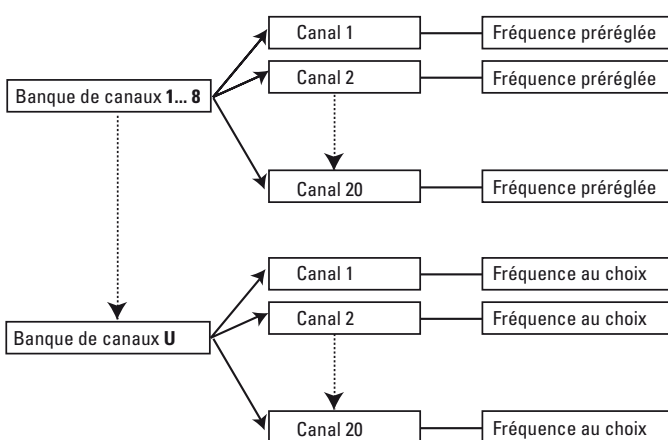 Canal 1 Fréquence préréglée
Canal 2 Fréquence préréglée
Banque de canaux 1... 8
Canal 20 Fréquence préréglée
Canal 1 Fréquence au choix
Canal 2 Fréquence au choix
Banque de canaux U
Canal 20 Fréquence au choix